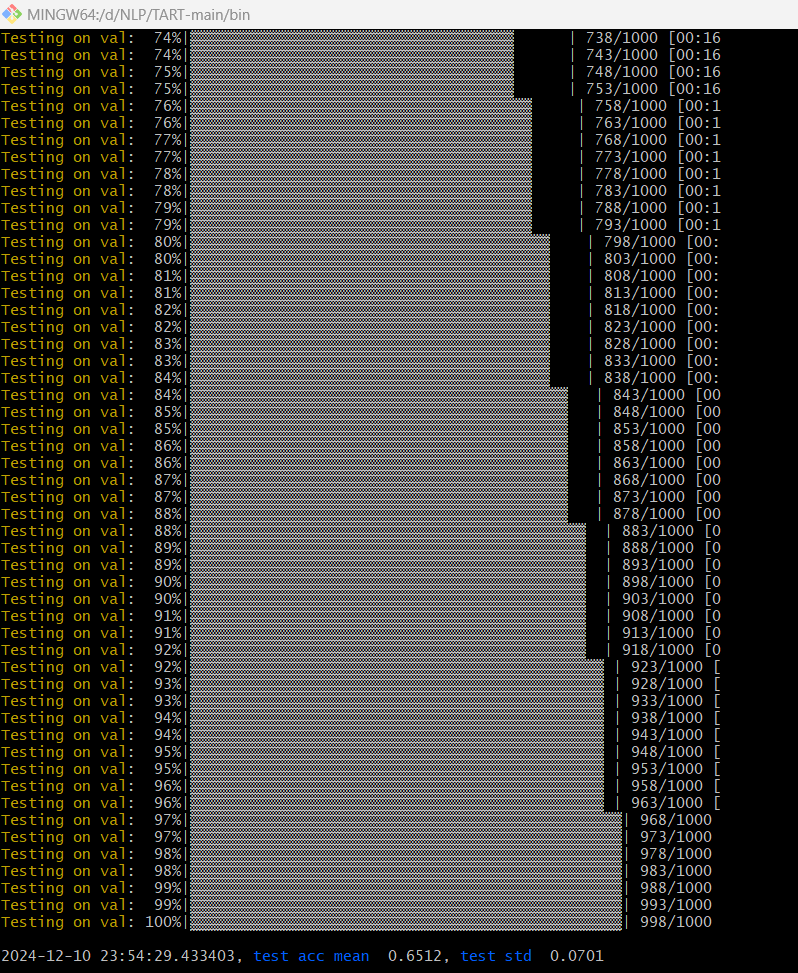 MINGW64:/d/NLP/TART-main/bin
Testing on val:  74%| | 738/1000 [00:16
Testing on val:  74%| | 743/1000 [00:16
Testing on val:  75%| | 748/1000 [00:16
Testing on val:  75%| | 753/1000 [00:16
Testing on val:  76%| | 758/1000 [00:1
Testing on val:  76%| | 763/1000 [00:1
Testing on val:  77%| | 768/1000 [00:1
Testing on val:  77%| | 773/1000 [00:1
Testing on val:  78%| | 778/1000 [00:1
Testing on val:  78%| | 783/1000 [00:1
Testing on val:  79%| | 788/1000 [00:1
Testing on val:  79%| | 793/1000 [00:1
Testing on val:  80%| | 798/1000 [00:
Testing on val:  80%| | 803/1000 [00:
Testing on val:  81%| | 808/1000 [00:
Testing on val:  81%| | 813/1000 [00:
Testing on val:  82%| | 818/1000 [00:
Testing on val:  82%| | 823/1000 [00:
Testing on val:  83%| | 828/1000 [00:
Testing on val:  83%| | 833/1000 [00:
Testing on val:  84%| | 838/1000 [00:
Testing on val:  84%| | 843/1000 [00
Testing on val:  85%| | 848/1000 [00
Testing on val:  85%| | 853/1000 [00
Testing on val:  86%| | 858/1000 [00
Testing on val:  86%| | 863/1000 [00
Testing on val:  87%| | 868/1000 [00
Testing on val:  87%| | 873/1000 [00
Testing on val:  88%| | 878/1000 [00
Testing on val:  88%| | 883/1000 [0
Testing on val:  89%| | 888/1000 [0
Testing on val:  89%| | 893/1000 [0
Testing on val:  90%| | 898/1000 [0
Testing on val:  90%| | 903/1000 [0
Testing on val:  91%| | 908/1000 [0
Testing on val:  91%| | 913/1000 [0
Testing on val:  92%| | 918/1000 [0
Testing on val:  92%| | 923/1000 [
Testing on val:  93%| | 928/1000 [
Testing on val:  93%| | 933/1000 [
Testing on val:  94%| | 938/1000 [
Testing on val:  94%| | 943/1000 [
Testing on val:  95%| | 948/1000 [
Testing on val:  95%| | 953/1000 [
Testing on val:  96%| | 958/1000 [
Testing on val:  96%| | 963/1000 [
Testing on val:  97%| | 968/1000
Testing on val:  97%| | 973/1000
Testing on val:  98%| | 978/1000
Testing on val:  98%| | 983/1000
Testing on val:  99%| | 988/1000
Testing on val:  99%| | 993/1000
Testing on val: 100%| | 998/1000
2024-12-10 23:54:29.433403, test acc mean  0.6512, test std  0.0701